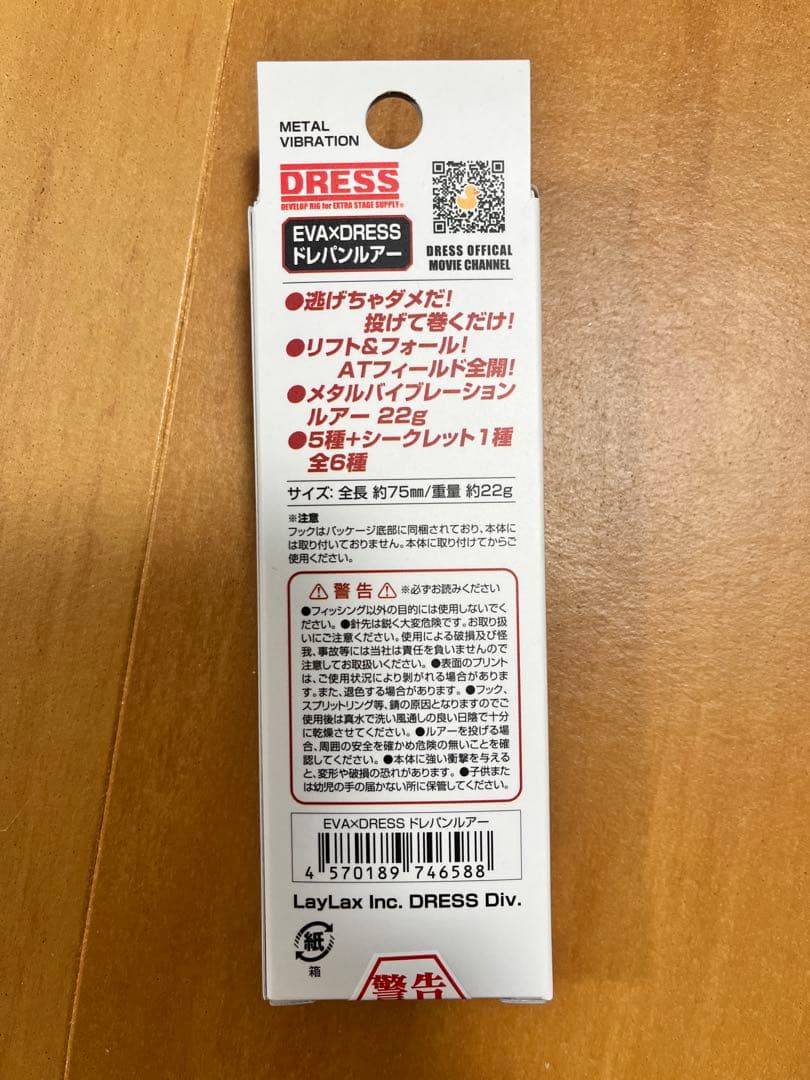 METAL
VIBRATION
DRESS
DEVELOP RIG for EXTRA STAGE SUPPLY®
EVA×DRESS
ドレパンルアー
DRESS OFFICAL
MOVIE CHANNEL
●逃げちゃダメだ!
投げて巻くだけ!
●リフト&フォール!
ATフィールド全開!
●メタルバイブレーション
ルアー 22g
●5種+シークレット1種
全6種
サイズ: 全長 約75mm/重量 約22g
※注意
フックはパッケージ底部に同梱されており、本体に
は取り付いておりません。本体に取り付けてからご
使用ください。
⚠警告⚠ ※必ずお読みください
●フィッシング以外の目的には使用しないでく
ださい。●針先は鋭く大変危険です。お取り扱
いにご注意ください。使用による破損及び怪
我、事故等には当社は責任を負いませんので
注意してお取扱いください。●表面のプリント
は、ご使用状況により剥がれる場合がありま
す。また、退色する場合があります。●フック、
スプリットリング等、錆の原因となりますのでご
使用後は真水で洗い風通しの良い日陰で十分
に乾燥させてください。●ルアーを投げる場
合、周囲の安全を確かめ危険の無いことを確
認してください。●本体に強い衝撃を与える
と、変形や破損の恐れがあります。●子供また
は幼児の手の届かない所に保管してください。
EVA×DRESS ドレパンルアー
4 570189 746588
LayLax Inc. DRESS Div.
紙
箱
警告